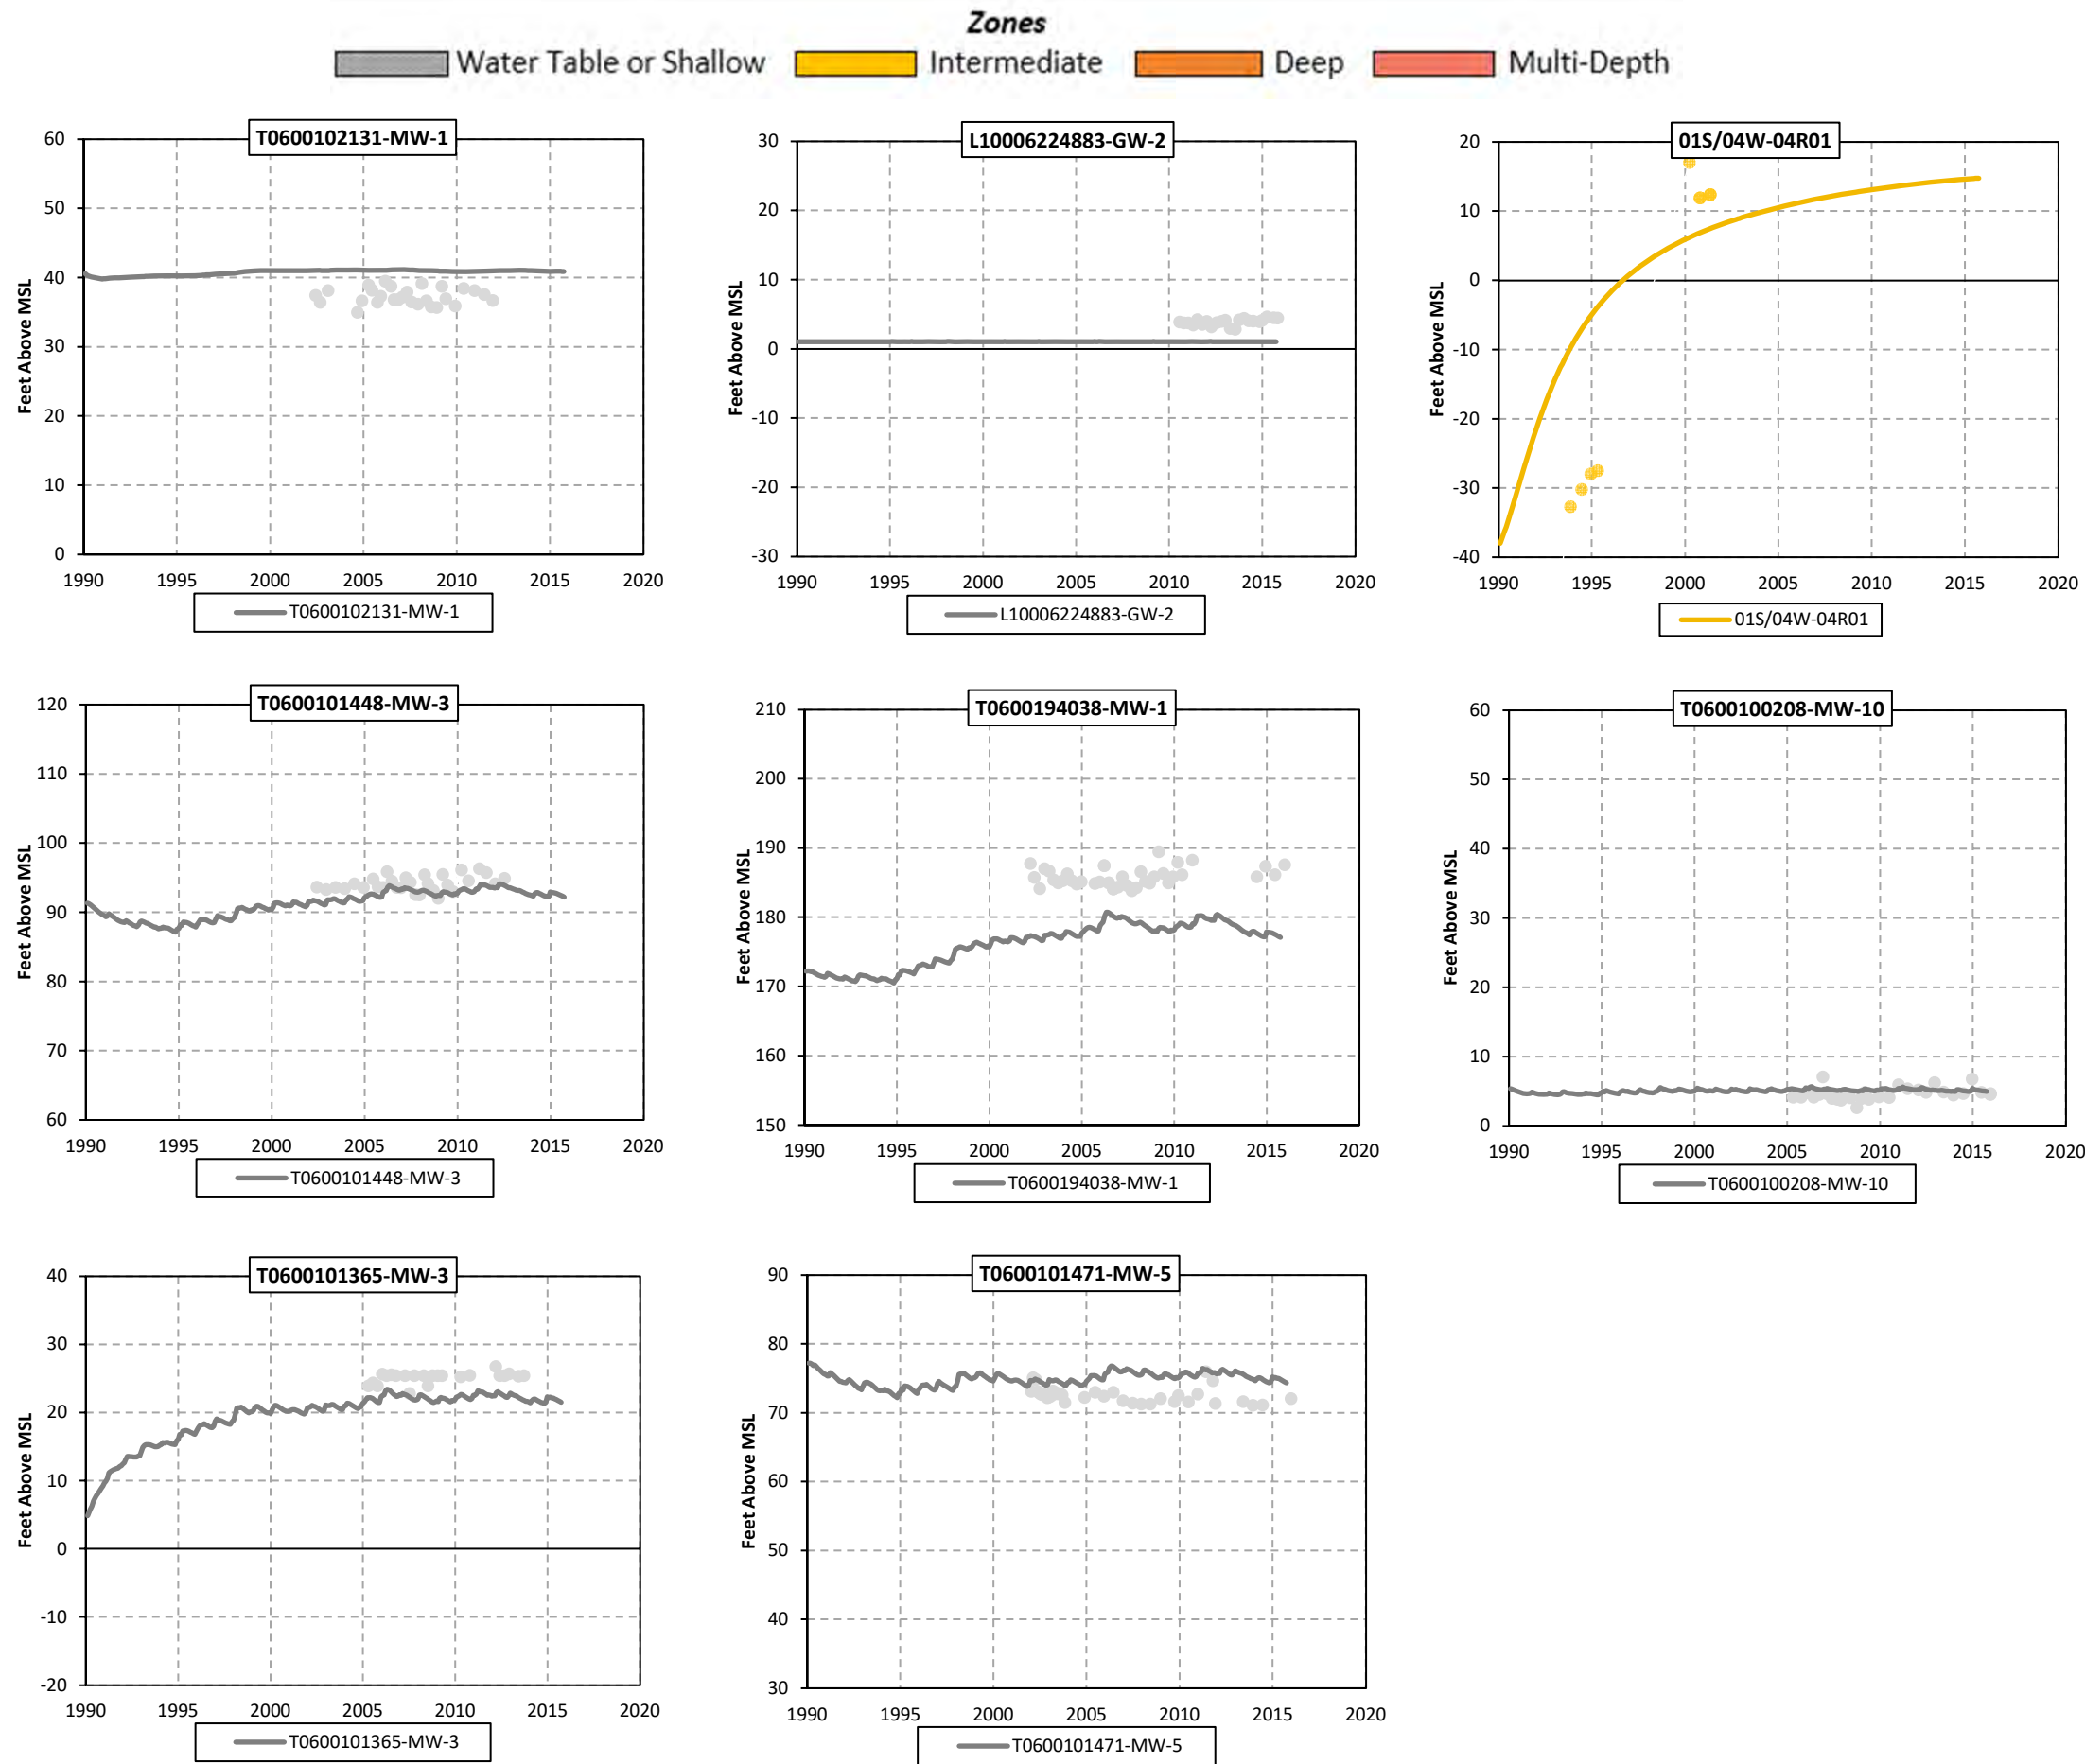 Zones
Water Table or Shallow Intermediate Deep Multi-Depth
T0600102131-MW-1
Feet Above MSL
60
50
40
30
20
10
0
1990 1995 2000 2005 2010 2015 2020
T0600102131-MW-1
L10006224883-GW-2
Feet Above MSL
30
20
10
0
-10
-20
-30
1990 1995 2000 2005 2010 2015 2020
L10006224883-GW-2
01S/04W-04R01
Feet Above MSL
20
10
0
-10
-20
-30
-40
1990 1995 2000 2005 2010 2015 2020
01S/04W-04R01
T0600101448-MW-3
Feet Above MSL
120
110
100
90
80
70
60
1990 1995 2000 2005 2010 2015 2020
T0600101448-MW-3
T0600194038-MW-1
Feet Above MSL
210
200
190
180
170
160
150
1990 1995 2000 2005 2010 2015 2020
T0600194038-MW-1
T0600100208-MW-10
Feet Above MSL
60
50
40
30
20
10
0
1990 1995 2000 2005 2010 2015 2020
T0600100208-MW-10
T0600101365-MW-3
Feet Above MSL
40
30
20
10
0
-10
-20
1990 1995 2000 2005 2010 2015 2020
T0600101365-MW-3
T0600101471-MW-5
Feet Above MSL
90
80
70
60
50
40
30
1990 1995 2000 2005 2010 2015 2020
T0600101471-MW-5